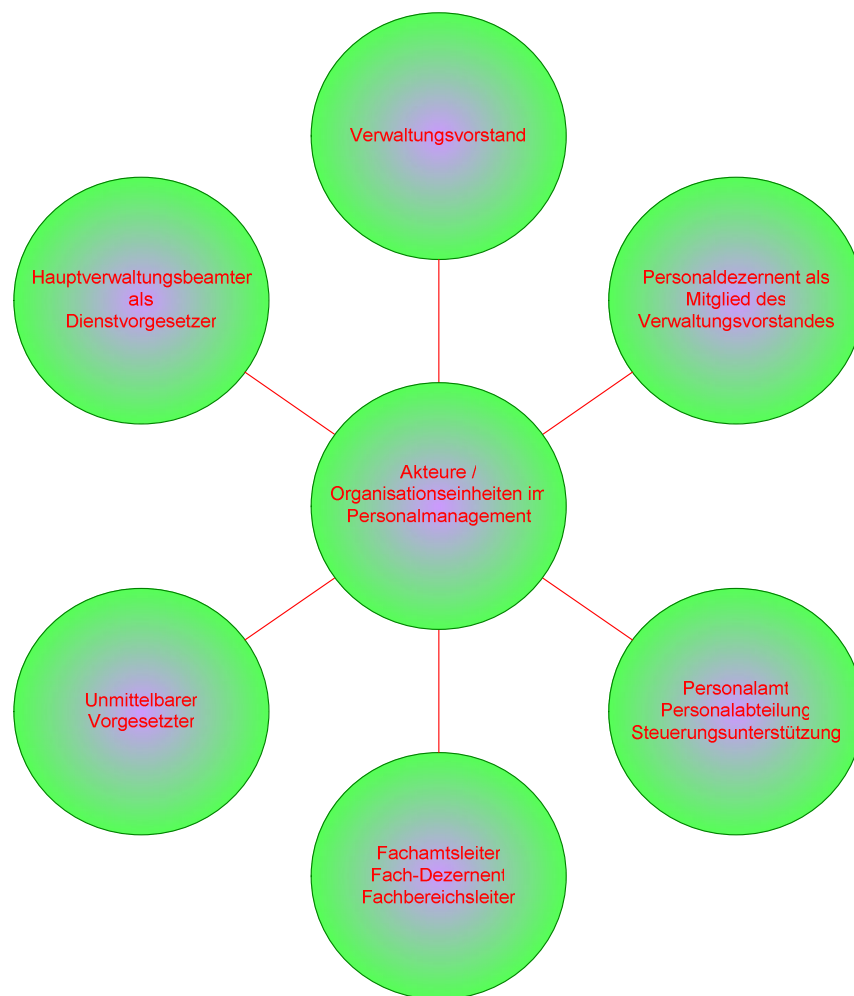 Verwaltungsvorstand
Hauptverwaltungsbeamter
als
Dienstvorgesetzer
Personaldezernent als
Mitglied des
Verwaltungsvorstandes
Akteure /
Organisationseinheiten im
Personalmanagement
Unmittelbarer
Vorgesetzter
Personalamt
Personalabteilung
Steuerungsunterstützung
Fachamtsleiter
Fach-Dezernent
Fachbereichsleiter